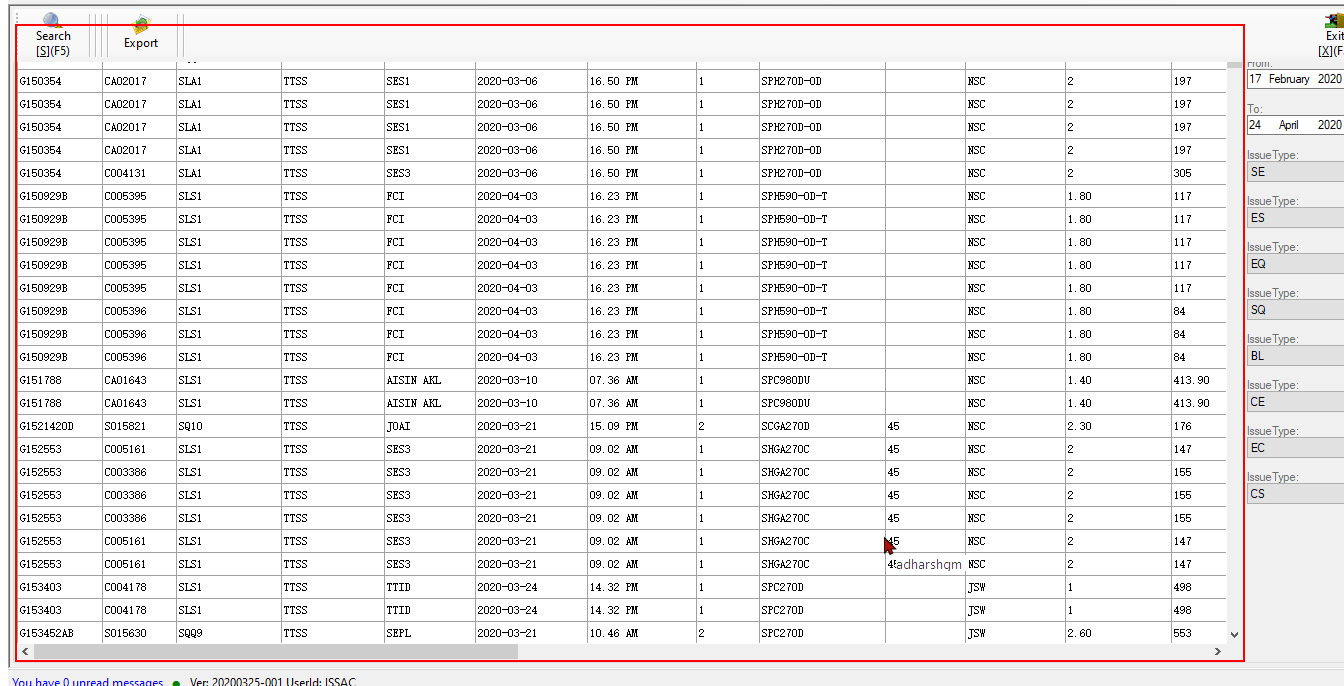 Search
[S](F5)
Export
Exit
[X](F
From:
17 February 2020
To:
24 April 2020
IssueType:
SE
IssueType:
ES
IssueType:
EQ
IssueType:
SQ
IssueType:
BL
IssueType:
CE
IssueType:
EC
IssueType:
CS
G150354 CA02017 SLA1 TTSS SES1 2020-03-06 16.50 PM 1 SPH270D-OD NSC 2 197
G150354 CA02017 SLA1 TTSS SES1 2020-03-06 16.50 PM 1 SPH270D-OD NSC 2 197
G150354 CA02017 SLA1 TTSS SES1 2020-03-06 16.50 PM 1 SPH270D-OD NSC 2 197
G150354 CA02017 SLA1 TTSS SES1 2020-03-06 16.50 PM 1 SPH270D-OD NSC 2 197
G150354 C004131 SLA1 TTSS SES3 2020-03-06 16.50 PM 1 SPH270D-OD NSC 2 305
G150929B C005395 SLS1 TTSS FCI 2020-04-03 16.23 PM 1 SPH590-OD-T NSC 1.80 117
G150929B C005395 SLS1 TTSS FCI 2020-04-03 16.23 PM 1 SPH590-OD-T NSC 1.80 117
G150929B C005395 SLS1 TTSS FCI 2020-04-03 16.23 PM 1 SPH590-OD-T NSC 1.80 117
G150929B C005395 SLS1 TTSS FCI 2020-04-03 16.23 PM 1 SPH590-OD-T NSC 1.80 117
G150929B C005395 SLS1 TTSS FCI 2020-04-03 16.23 PM 1 SPH590-OD-T NSC 1.80 117
G150929B C005396 SLS1 TTSS FCI 2020-04-03 16.23 PM 1 SPH590-OD-T NSC 1.80 84
G150929B C005396 SLS1 TTSS FCI 2020-04-03 16.23 PM 1 SPH590-OD-T NSC 1.80 84
G150929B C005396 SLS1 TTSS FCI 2020-04-03 16.23 PM 1 SPH590-OD-T NSC 1.80 84
G151788 CA01643 SLS1 TTSS AISIN AKL 2020-03-10 07.36 AM 1 SPC980DU NSC 1.40 413.90
G151788 CA01643 SLS1 TTSS AISIN AKL 2020-03-10 07.36 AM 1 SPC980DU NSC 1.40 413.90
G1521420D S015821 SQ10 TTSS JOAI 2020-03-21 15.09 PM 2 SCGA270D 45 NSC 2.30 176
G152553 C005161 SLS1 TTSS SES3 2020-03-21 09.02 AM 1 SHGA270C 45 NSC 2 147
G152553 C003386 SLS1 TTSS SES3 2020-03-21 09.02 AM 1 SHGA270C 45 NSC 2 155
G152553 C003386 SLS1 TTSS SES3 2020-03-21 09.02 AM 1 SHGA270C 45 NSC 2 155
G152553 C003386 SLS1 TTSS SES3 2020-03-21 09.02 AM 1 SHGA270C 45 NSC 2 155
G152553 C005161 SLS1 TTSS SES3 2020-03-21 09.02 AM 1 SHGA270C 45 NSC 2 147
G152553 C005161 SLS1 TTSS SES3 2020-03-21 09.02 AM 1 SHGA270C adharshgm NSC 2 147
G153403 C004178 SLS1 TTSS TTID 2020-03-24 14.32 PM 1 SPC270D JSW 1 498
G153403 C004178 SLS1 TTSS TTID 2020-03-24 14.32 PM 1 SPC270D JSW 1 498
G153452AB S015630 SQQ9 TTSS SEPL 2020-03-21 10.46 AM 2 SPC270D JSW 2.60 553
You have 0 unread messages Ver: 20200325-001 UserId: ISSAC